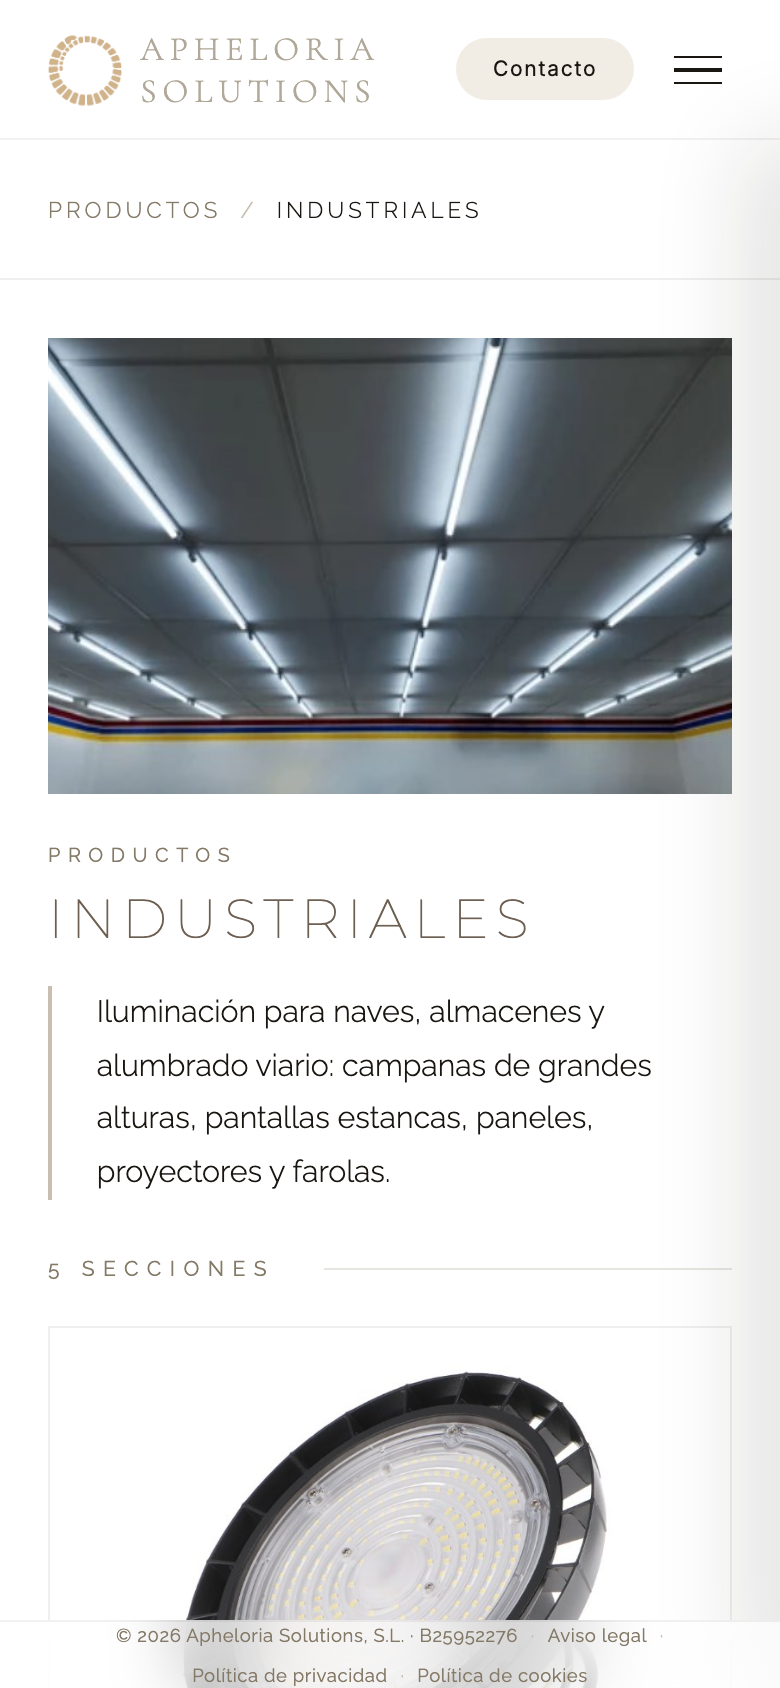 APHELORIA
SOLUTIONS
Contacto
PRODUCTOS / INDUSTRIALES
PRODUCTOS
INDUSTRIALES
Iluminación para naves, almacenes y
alumbrado viario: campanas de grandes
alturas, pantallas estancas, paneles,
proyectores y farolas.
5 SECCIONES
© 2026 Apheloria Solutions, S.L. · B25952276 · Aviso legal ·
Política de privacidad · Política de cookies